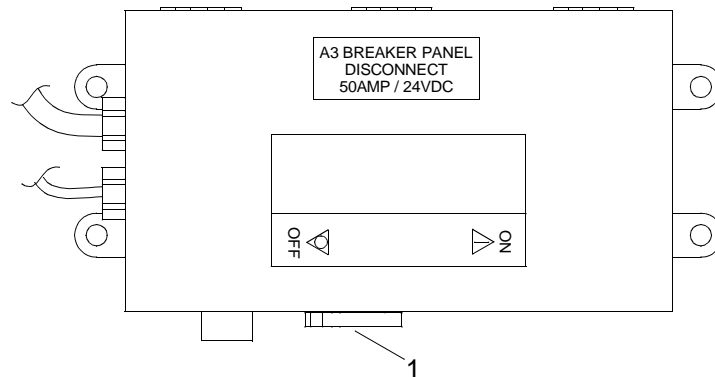 A3 BREAKER PANEL
DISCONNECT
50AMP / 24VDC
OFF
ON
1